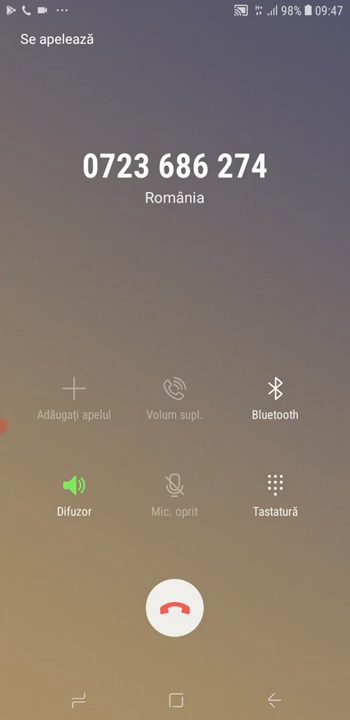 98% 09:47
Se apelează
0723 686 274
România
Adăugați apelul
Volum supl.
Bluetooth
Difuzor
Mic. oprit
Tastatură